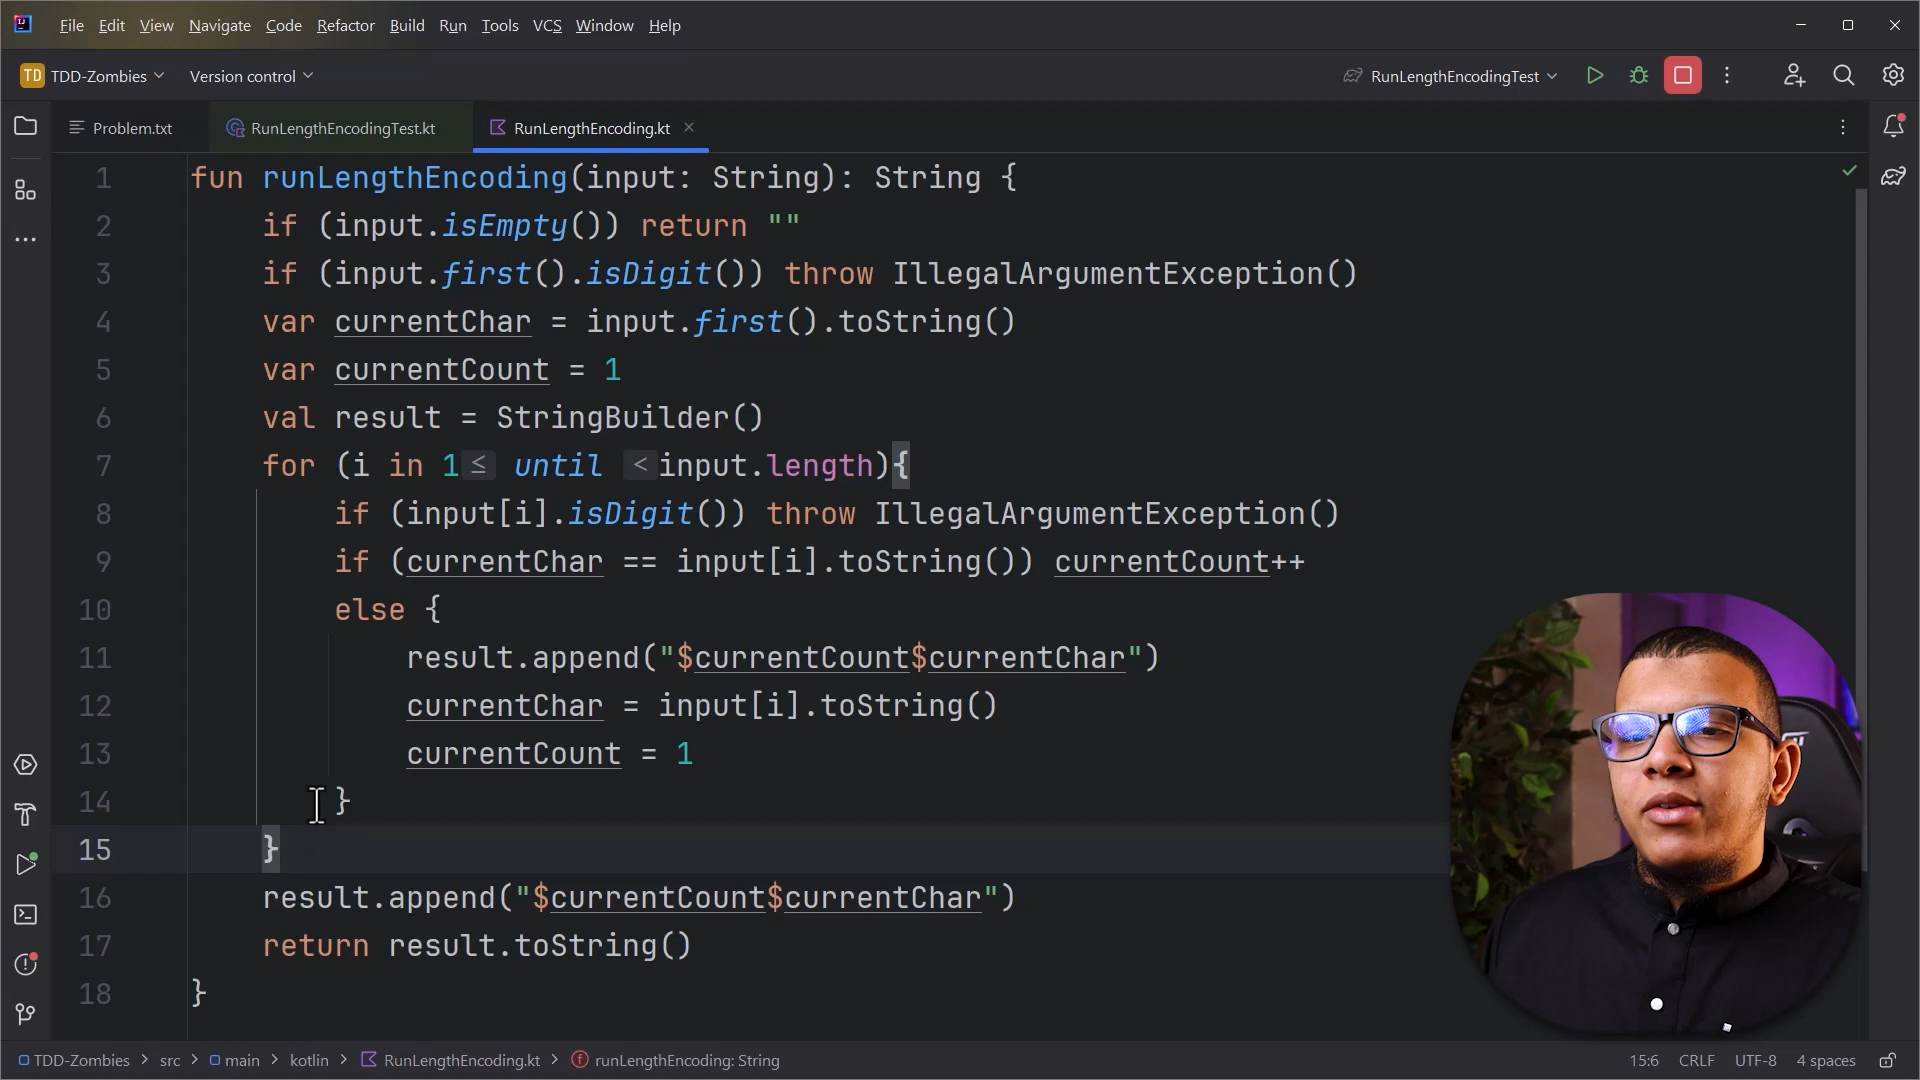 File Edit View Navigate Code Refactor Build Run Tools VCS Window Help
TD TDD-Zombies Version control RunLengthEncodingTest
Problem.txt RunLengthEncodingTest.kt RunLengthEncoding.kt
1 fun runLengthEncoding(input: String): String {
2 if (input.isEmpty()) return ""
3 if (input.first().isDigit()) throw IllegalArgumentException()
4 var currentChar = input.first().toString()
5 var currentCount = 1
6 val result = StringBuilder()
7 for (i in 1 ≤ until < input.length){
8 if (input[i].isDigit()) throw IllegalArgumentException()
9 if (currentChar == input[i].toString()) currentCount++
10 else {
11 result.append("$currentCount$currentChar")
12 currentChar = input[i].toString()
13 currentCount = 1
14 }
15 }
16 result.append("$currentCount$currentChar")
17 return result.toString()
18 }
TDD-Zombies > src > main > kotlin > RunLengthEncoding.kt > runLengthEncoding: String 15:6 CRLF UTF-8 4 spaces